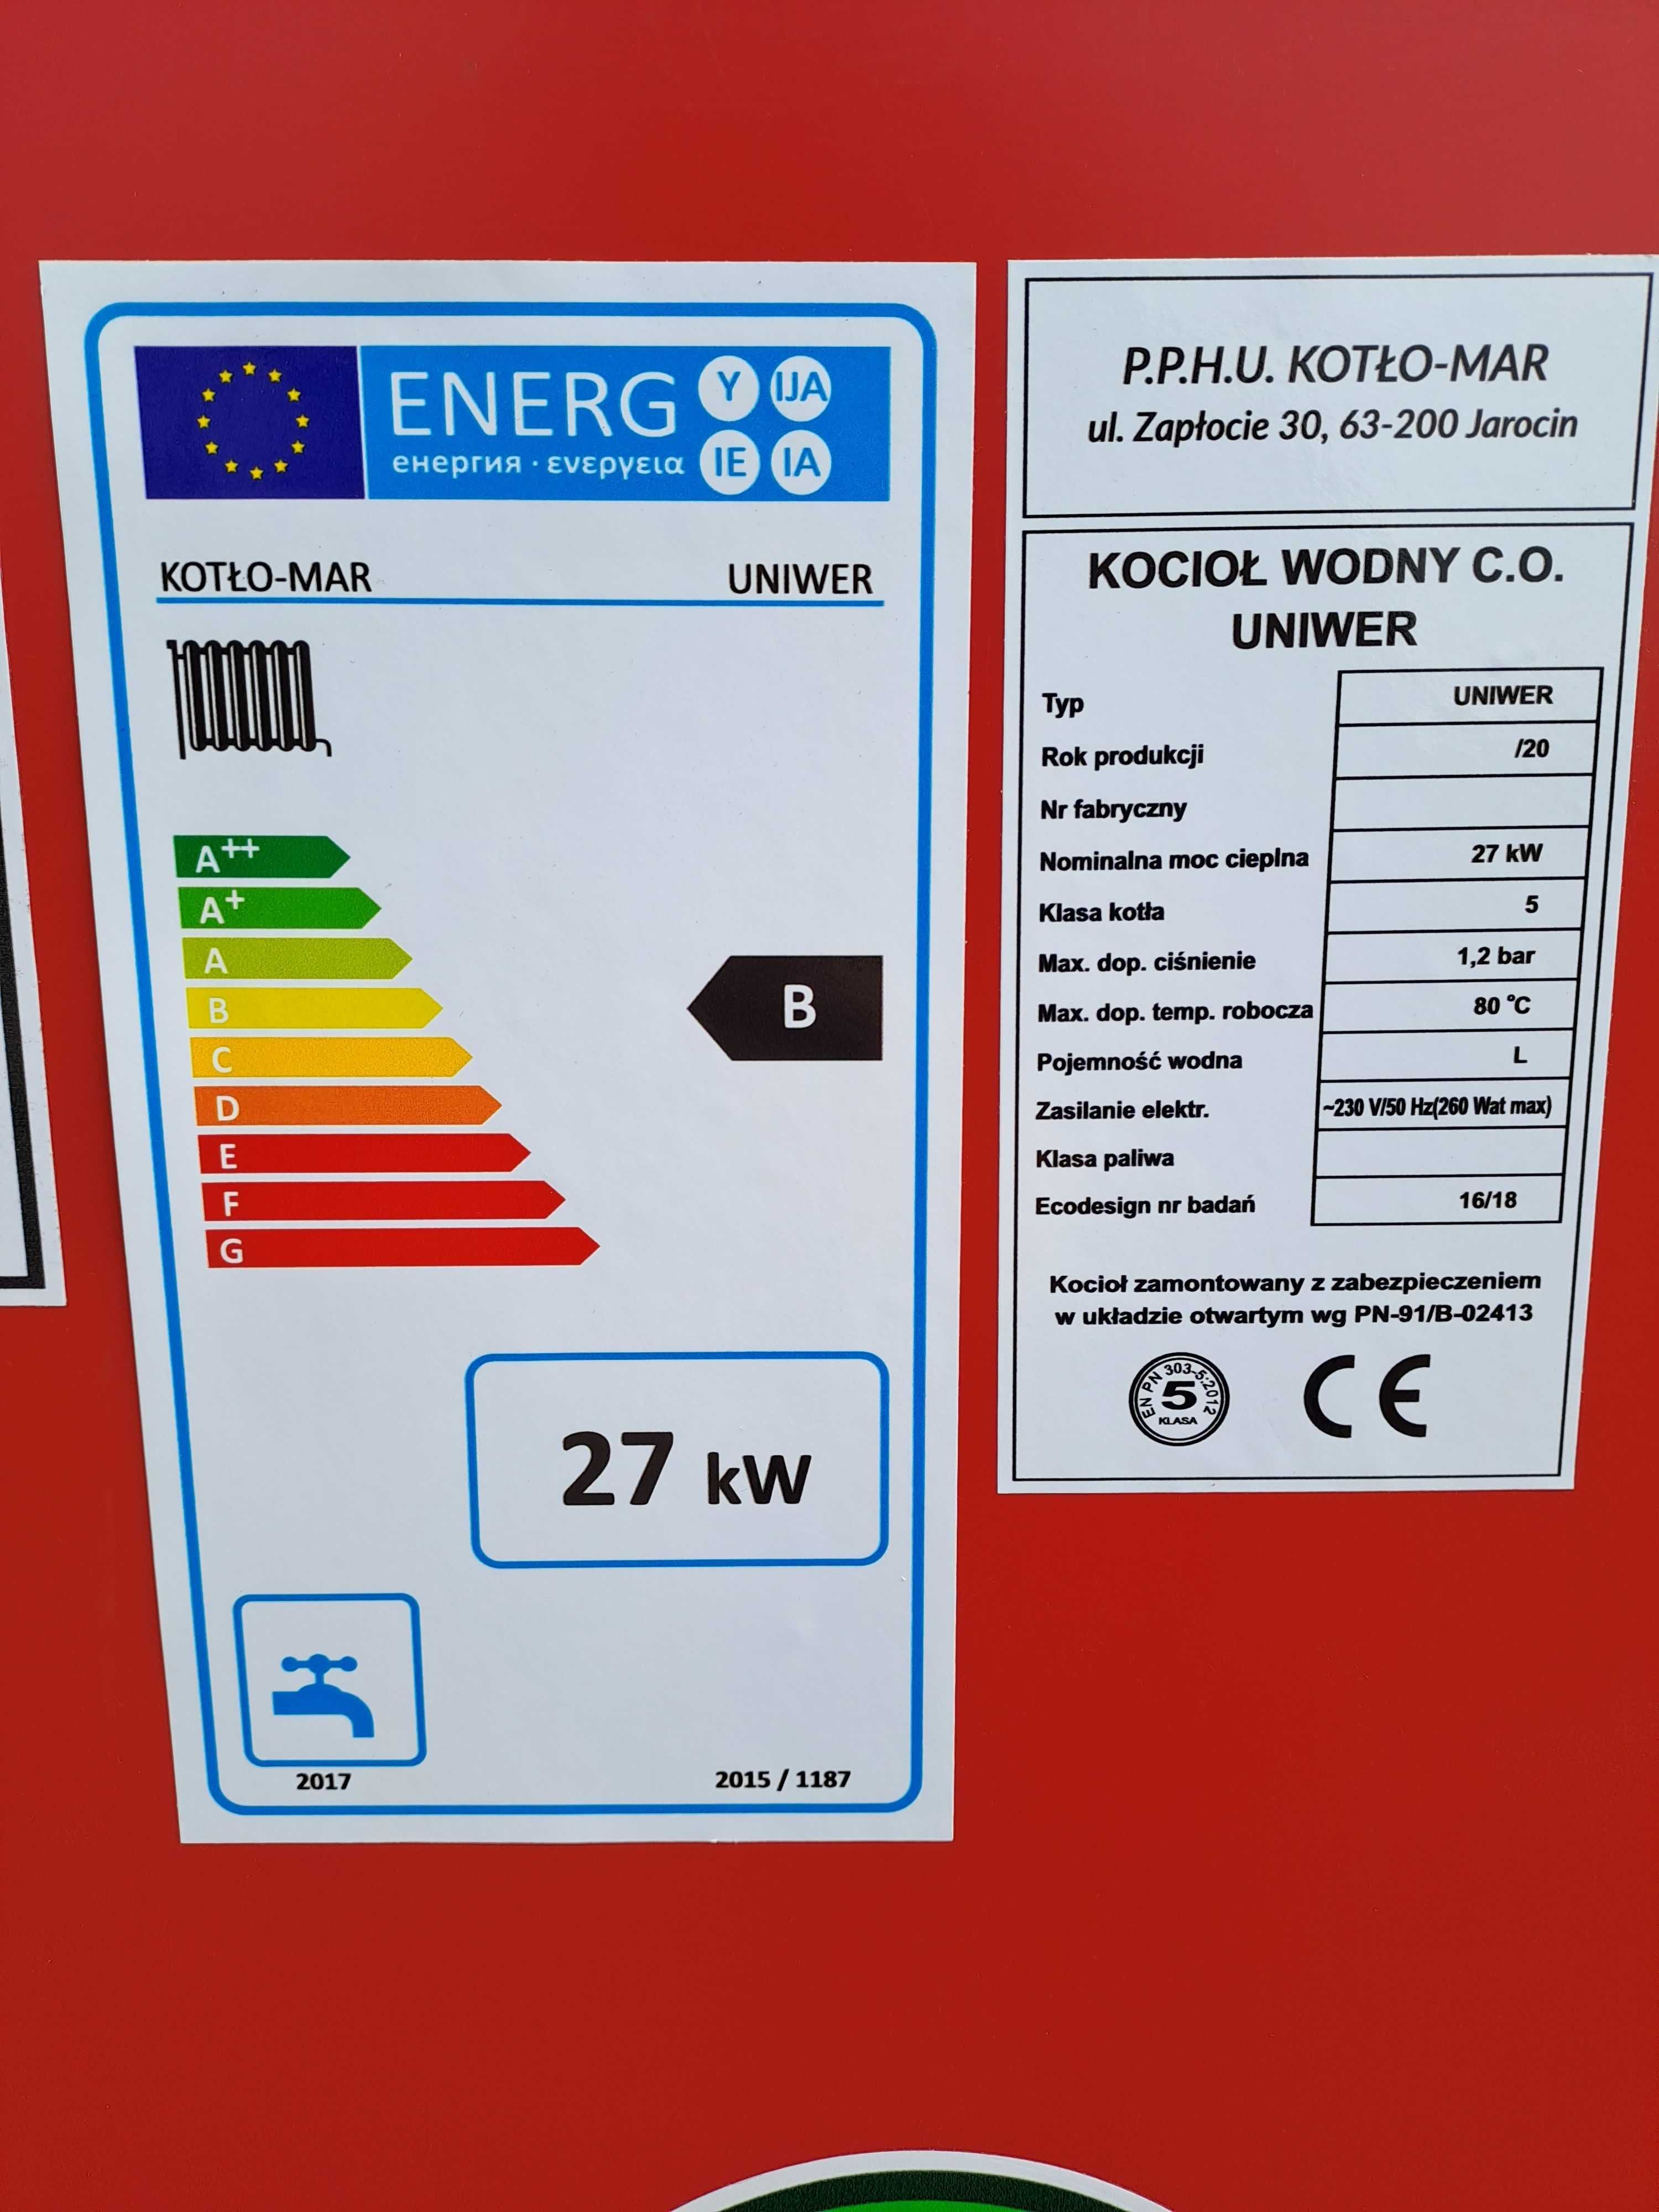 ENERG Y IJA
енергия · ενεργεια IE IA
KOTŁO-MAR UNIWER
A++
A+
A
B
B
C
D
E
F
G
27 kW
2017 2015 / 1187
P.P.H.U. KOTŁO-MAR
ul. Zapłocie 30, 63-200 Jarocin
KOCIOŁ WODNY C.O.
UNIWER
Typ UNIWER
Rok produkcji /20
Nr fabryczny
Nominalna moc cieplna 27 kW
Klasa kotła 5
Max. dop. ciśnienie 1,2 bar
Max. dop. temp. robocza 80 °C
Pojemność wodna L
Zasilanie elektr. ~230 V/50 Hz(260 Wat max)
Klasa paliwa
Ecodesign nr badań 16/18
Kocioł zamontowany z zabezpieczeniem
w układzie otwartym wg PN-91/B-02413
EN PN 303-5:2012
5
KLASA
CE